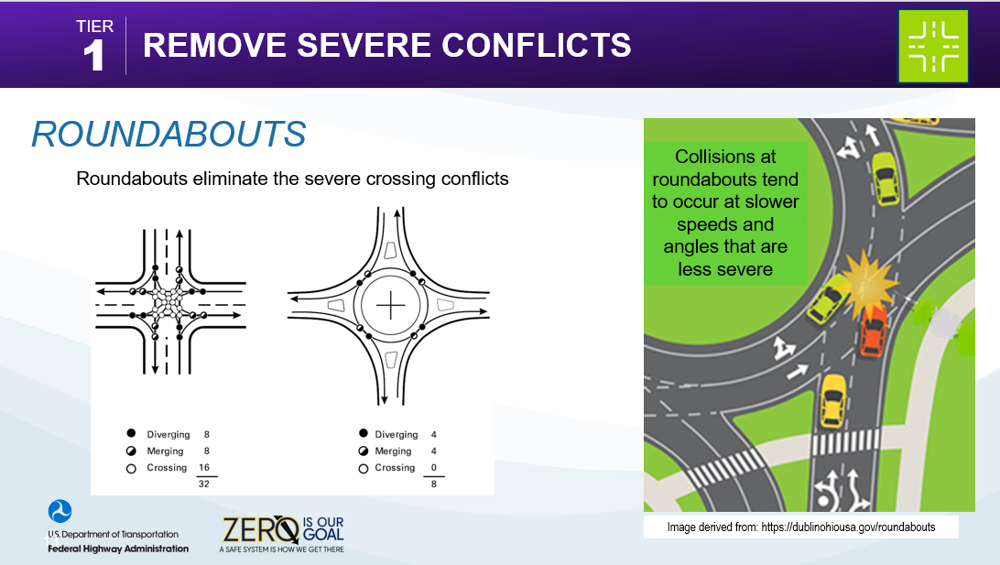 TIER
1
REMOVE SEVERE CONFLICTS
ROUNDABOUTS
Roundabouts eliminate the severe crossing conflicts
Diverging 8
Merging 8
Crossing 16
32
Diverging 4
Merging 4
Crossing 0
8
Collisions at
roundabouts tend
to occur at slower
speeds and
angles that are
less severe
Image derived from: https://dublinohiousa.gov/roundabouts
U.S. Department of Transportation
Federal Highway Administration
ZERO IS OUR
GOAL
A SAFE SYSTEM IS HOW WE GET THERE